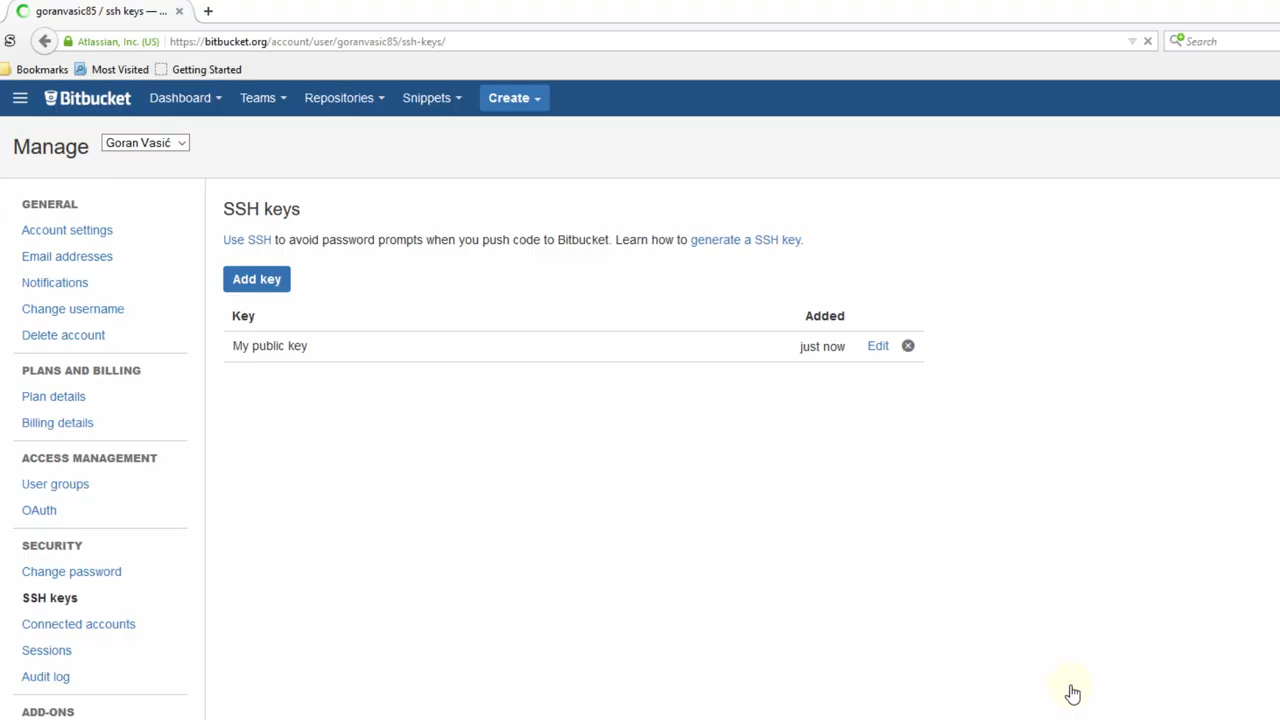 goranvasic85 / ssh keys — ...
Atlassian, Inc. (US) https://bitbucket.org/account/user/goranvasic85/ssh-keys/ Search
Bookmarks Most Visited Getting Started
Bitbucket Dashboard Teams Repositories Snippets Create
Manage Goran Vasić
GENERAL
Account settings
Email addresses
Notifications
Change username
Delete account
PLANS AND BILLING
Plan details
Billing details
ACCESS MANAGEMENT
User groups
OAuth
SECURITY
Change password
SSH keys
Connected accounts
Sessions
Audit log
ADD-ONS
SSH keys
Use SSH to avoid password prompts when you push code to Bitbucket. Learn how to generate a SSH key.
Add key
Key Added
My public key just now Edit